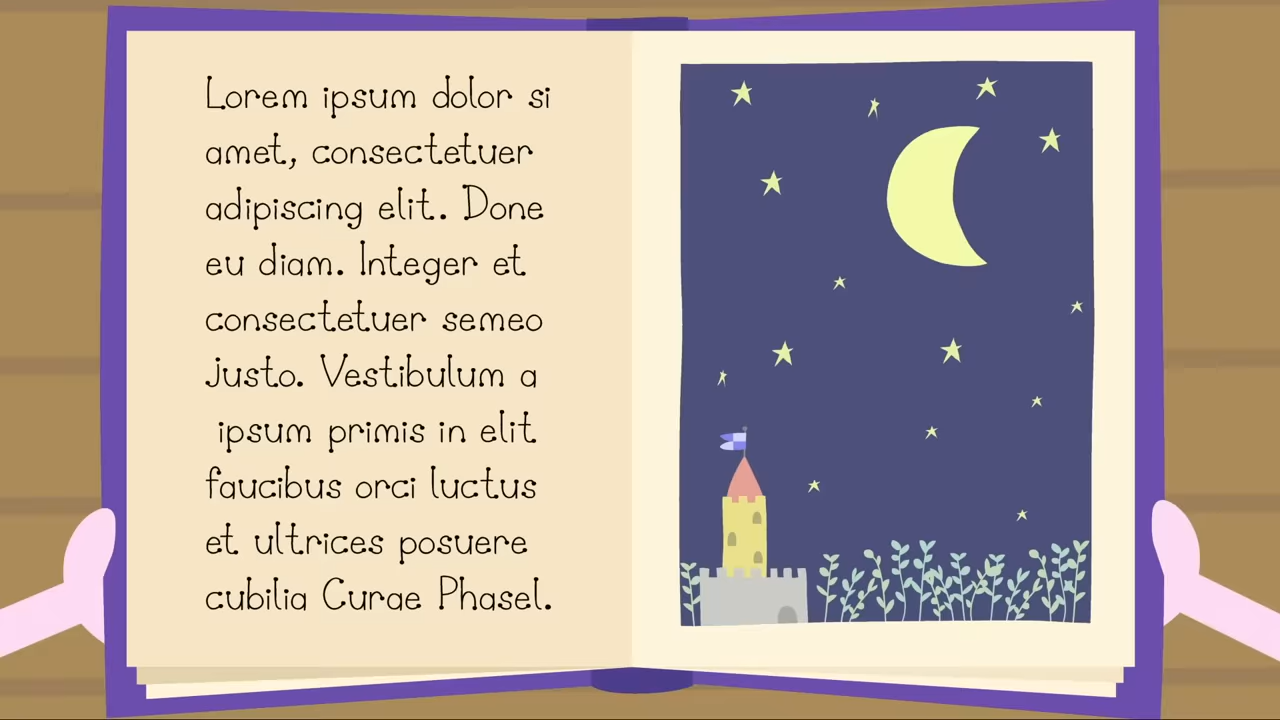 Lorem ipsum dolor si
amet, consectetuer
adipiscing elit. Done
eu diam. Integer et
consectetuer semeo
justo. Vestibulum a
ipsum primis in elit
faucibus orci luctus
et ultrices posuere
cubilia Curae Phasel.